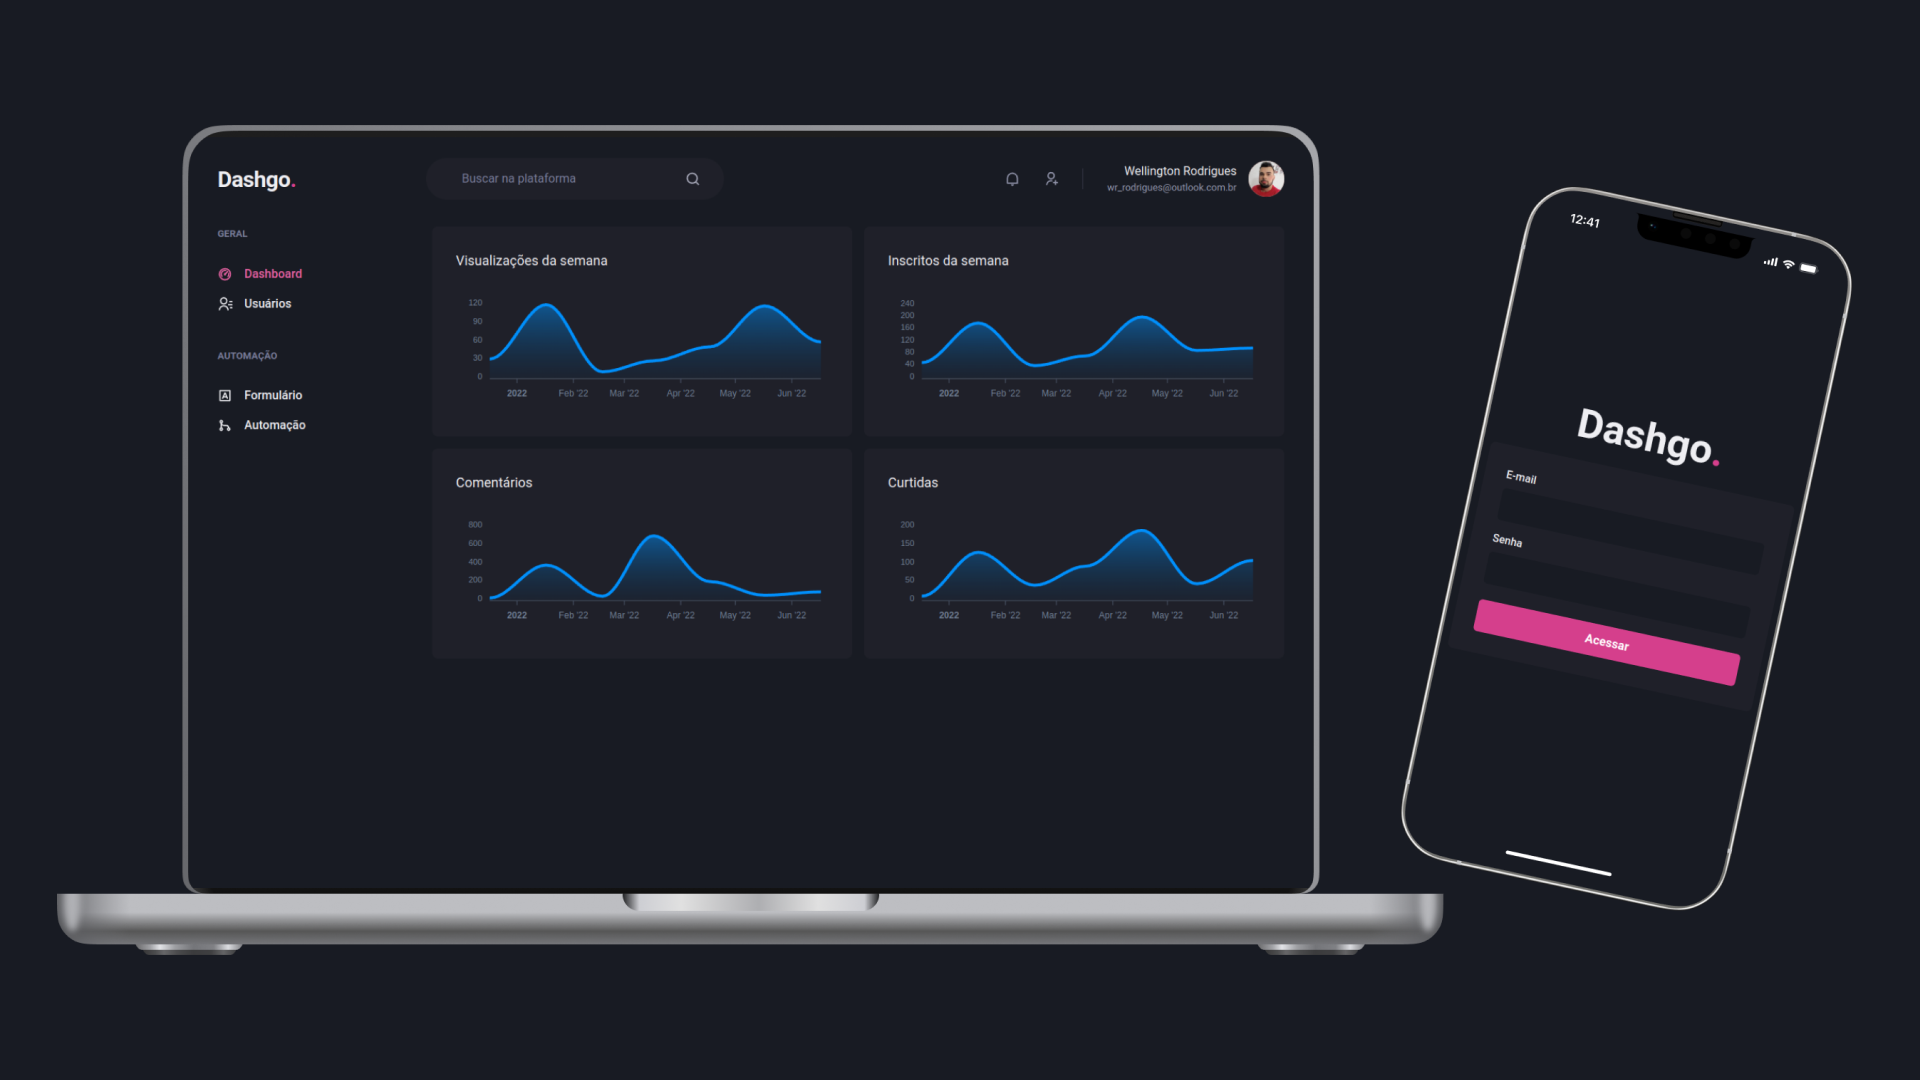 Dashgo.
Buscar na plataforma
Wellington Rodrigues
wr_rodrigues@outlook.com.br
GERAL
Dashboard
Usuários
AUTOMAÇÃO
Formulário
Automação
Visualizações da semana
120
90
60
30
0
2022 Feb '22 Mar '22 Apr '22 May '22 Jun '22
Inscritos da semana
240
200
160
120
80
40
0
2022 Feb '22 Mar '22 Apr '22 May '22 Jun '22
Comentários
800
600
400
200
0
2022 Feb '22 Mar '22 Apr '22 May '22 Jun '22
Curtidas
200
150
100
50
0
2022 Feb '22 Mar '22 Apr '22 May '22 Jun '22
12:41
Dashgo.
E-mail
Senha
Acessar